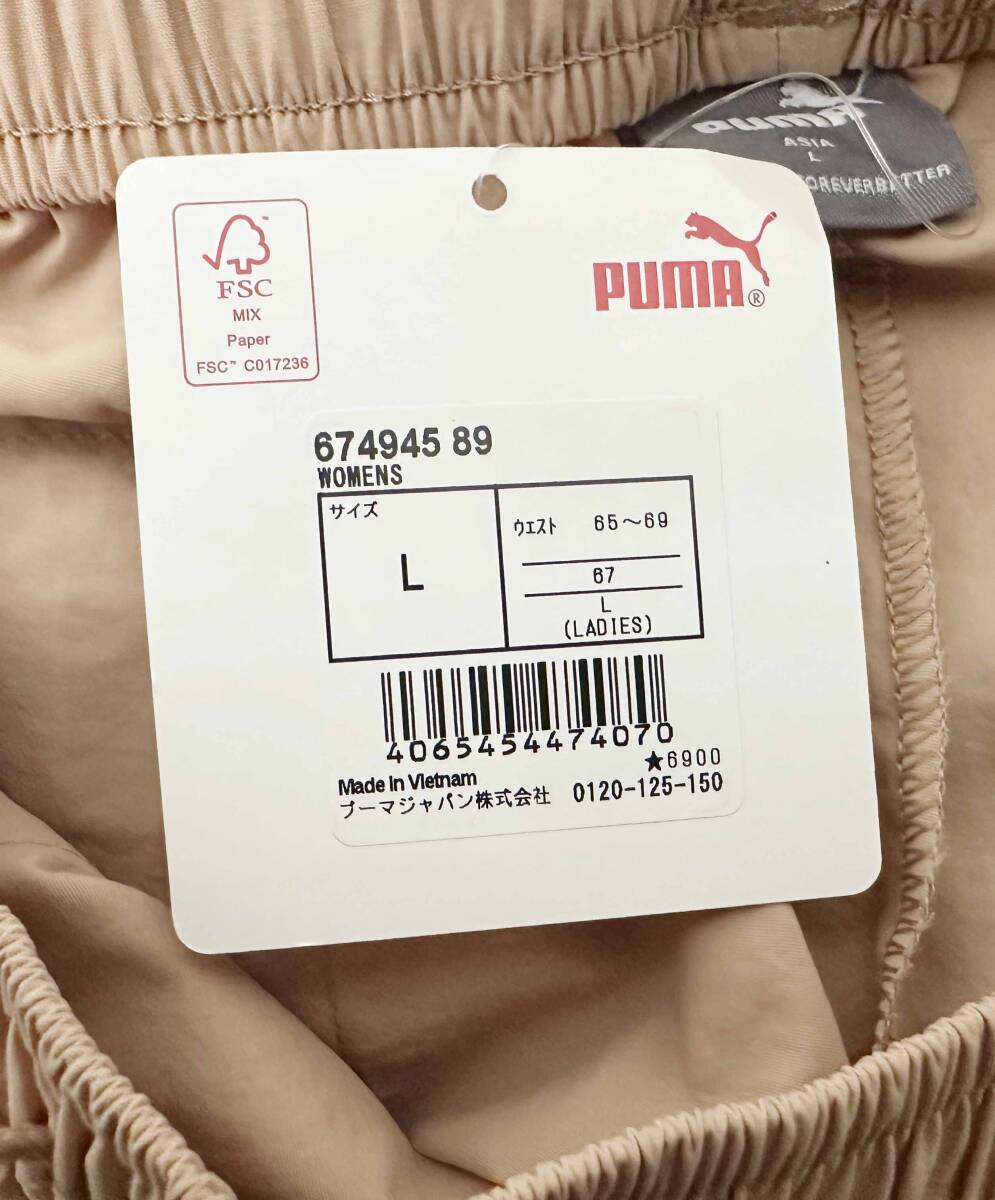 PUMA
ASIA
L
FOREVERBETTER
FSC™
MIX
Paper
FSC™ C017236
PUMA®
674945 89
WOMENS
サイズ
L
ウエスト 65～69
67
L
(LADIES)
4065454474070
★6900
Made in Vietnam
プーマジャパン株式会社 0120-125-150